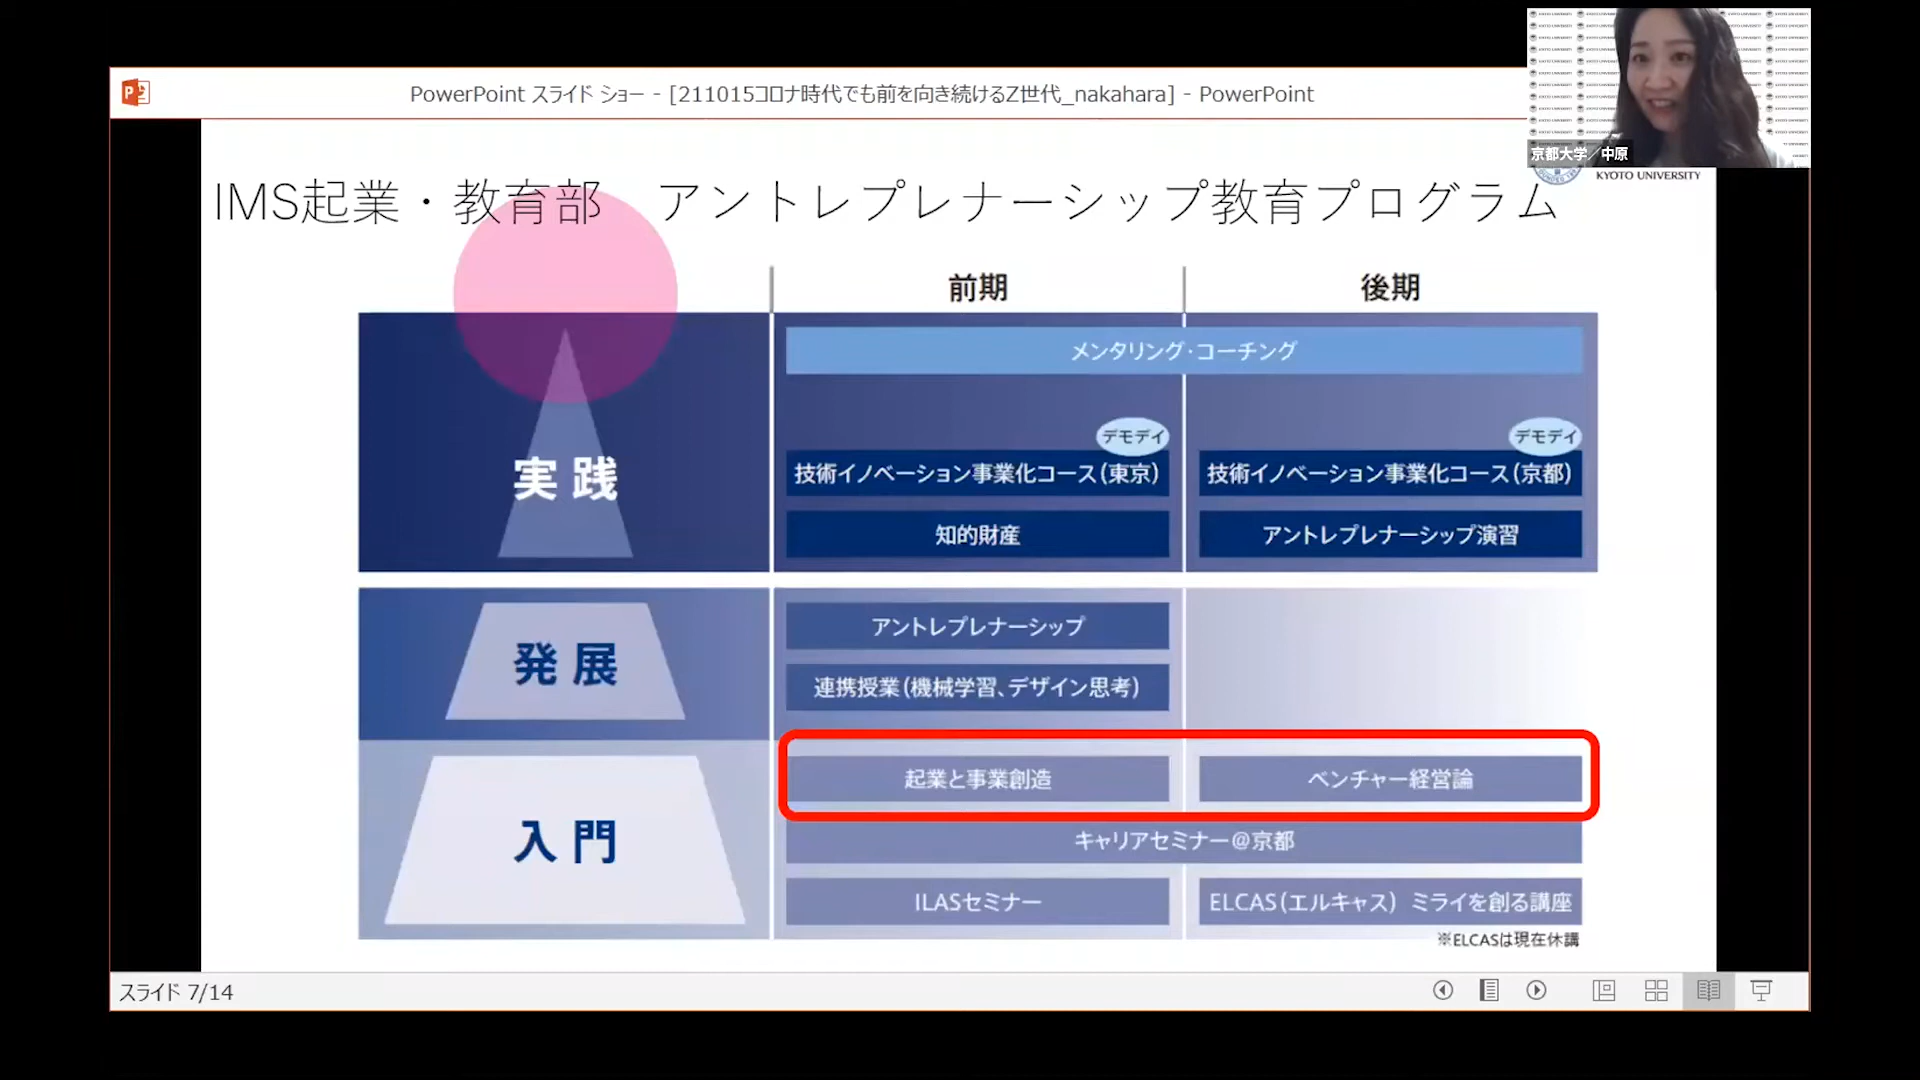 PowerPoint スライド ショー - [211015コロナ時代でも前を向き続けるZ世代_nakahara] - PowerPoint
京都大学／中原
KYOTO UNIVERSITY
IMS起業・教育部　アントレプレナーシップ教育プログラム
前期
後期
メンタリング・コーチング
デモデイ
デモデイ
実践
技術イノベーション事業化コース(東京)
技術イノベーション事業化コース(京都)
知的財産
アントレプレナーシップ演習
発展
アントレプレナーシップ
連携授業(機械学習、デザイン思考)
入門
起業と事業創造
ベンチャー経営論
キャリアセミナー@京都
ILASセミナー
ELCAS(エルキャス) ミライを創る講座
※ELCASは現在休講
スライド 7/14